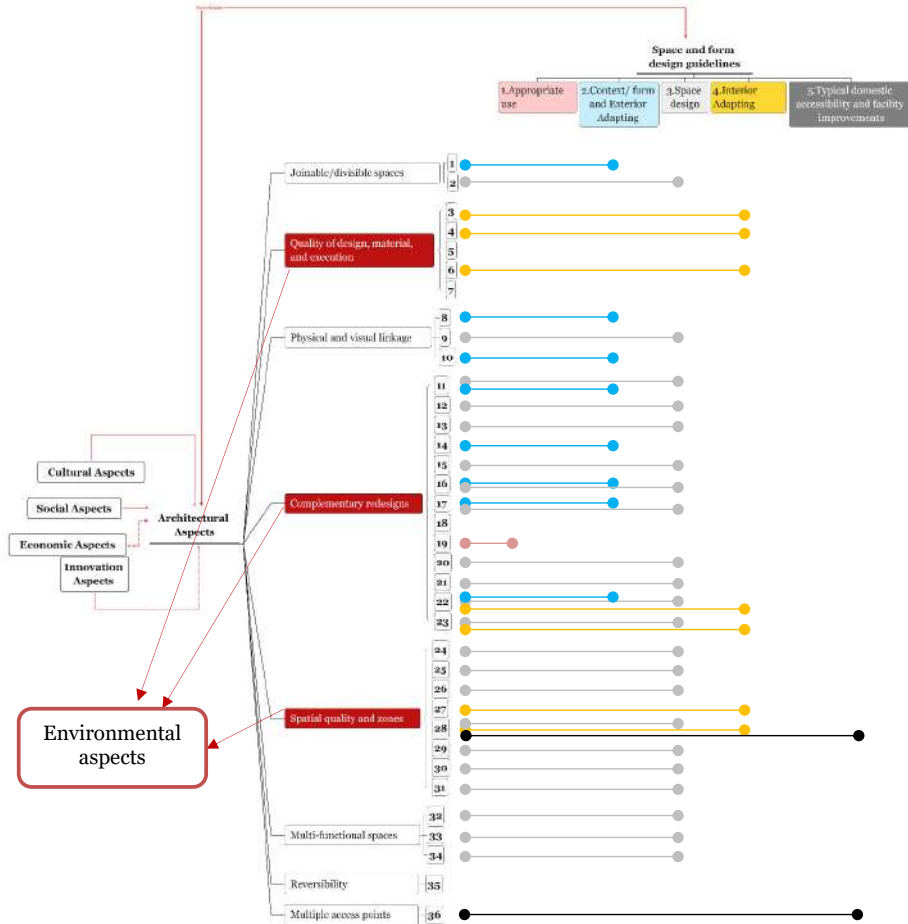 Space and form
design guidelines
1.Appropriate
use
2.Context/ form
and Exterior
Adapting
3.Space
design
4.Interior
Adapting
5.Typical domestic
accessibility and facility
improvements
Joinable/divisible spaces
1
2
Quality of design, material,
and execution
3
4
5
6
7
Physical and visual linkage
8
9
10
Complementary redesigns
11
12
13
14
15
16
17
18
19
20
21
22
23
Cultural Aspects
Social Aspects
Economic Aspects
Innovation
Aspects
Architectural
Aspects
Environmental
aspects
Spatial quality and zones
24
25
26
27
28
29
30
31
Multi-functional spaces
32
33
34
Reversibility
35
Multiple access points
36